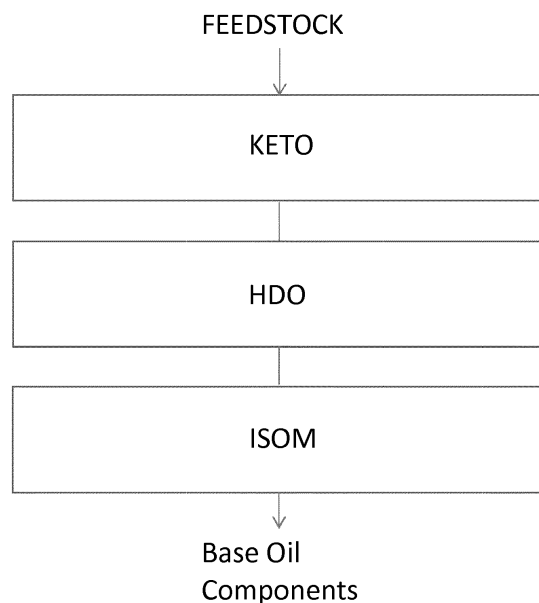 FEEDSTOCK
KETO
HDO
ISOM
Base Oil
Components